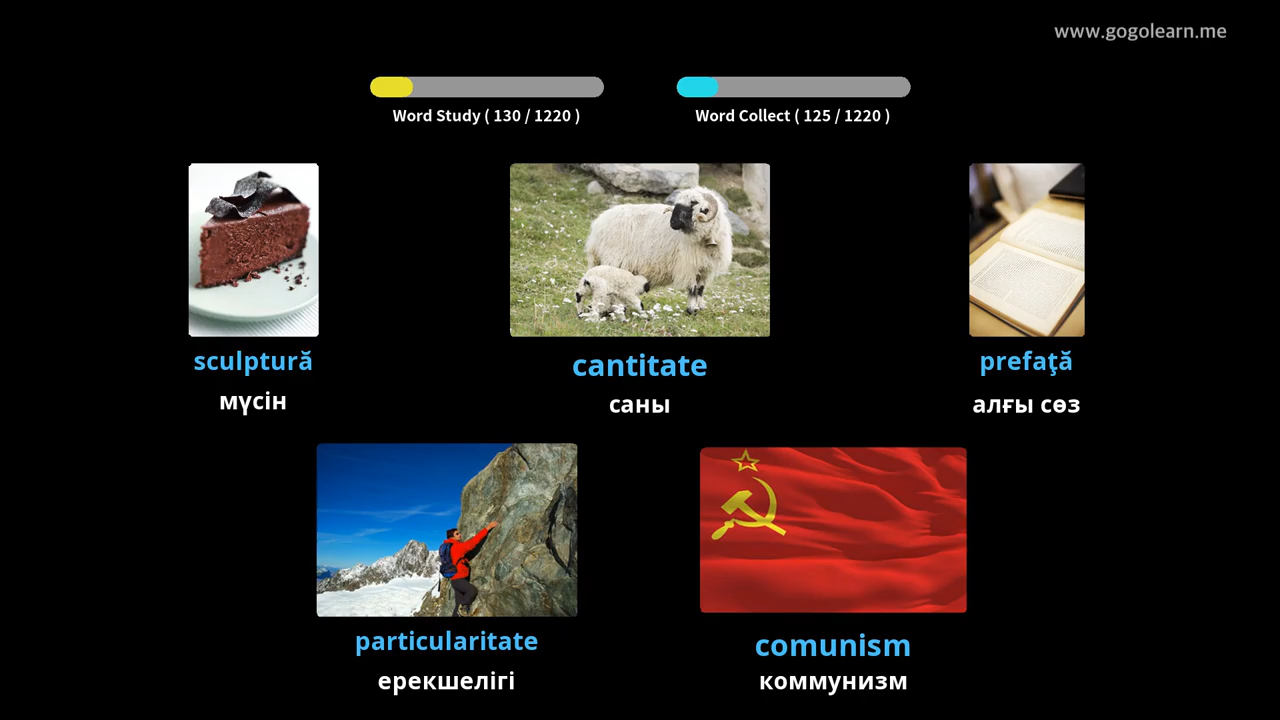 www.gogolearn.me
Word Study ( 130 / 1220 )
Word Collect ( 125 / 1220 )
sculptură
мүсін
cantitate
саны
prefaţă
алғы сөз
particularitate
ерекшелігі
comunism
коммунизм